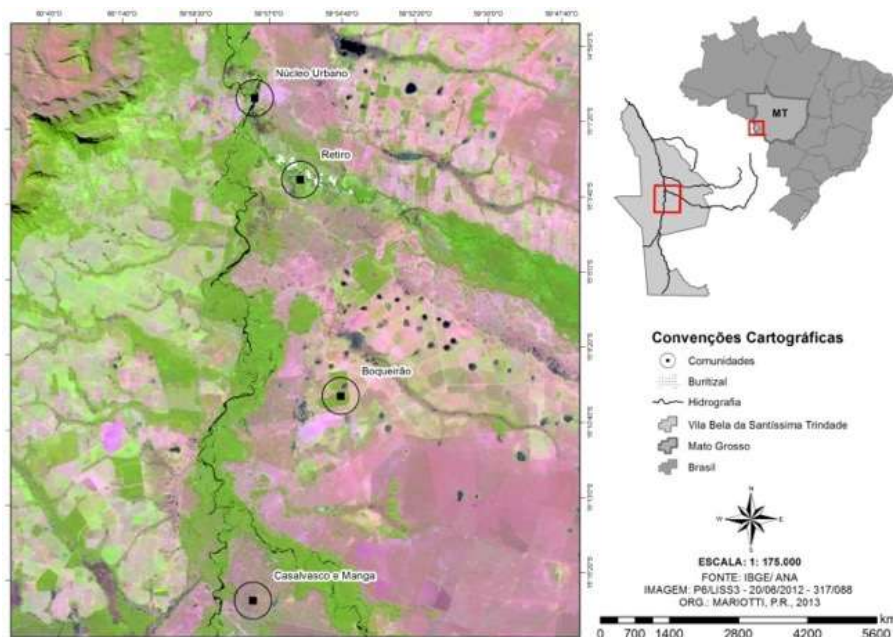 Núcleo Urbano
Retiro
Boqueirão
Casalvasco e Manga
MT
Convenções Cartográficas
Comunidades
Buritizal
Hidrografia
Vila Bela da Santíssima Trindade
Mato Grosso
Brasil
N
W
E
S
ESCALA: 1: 175.000
FONTE: IBGE/ ANA
IMAGEM: P6/LISS3 - 20/06/2012 - 317/088
ORG.: MARIOTTI, P.R., 2013
0 700 1400 2800 4200 5600